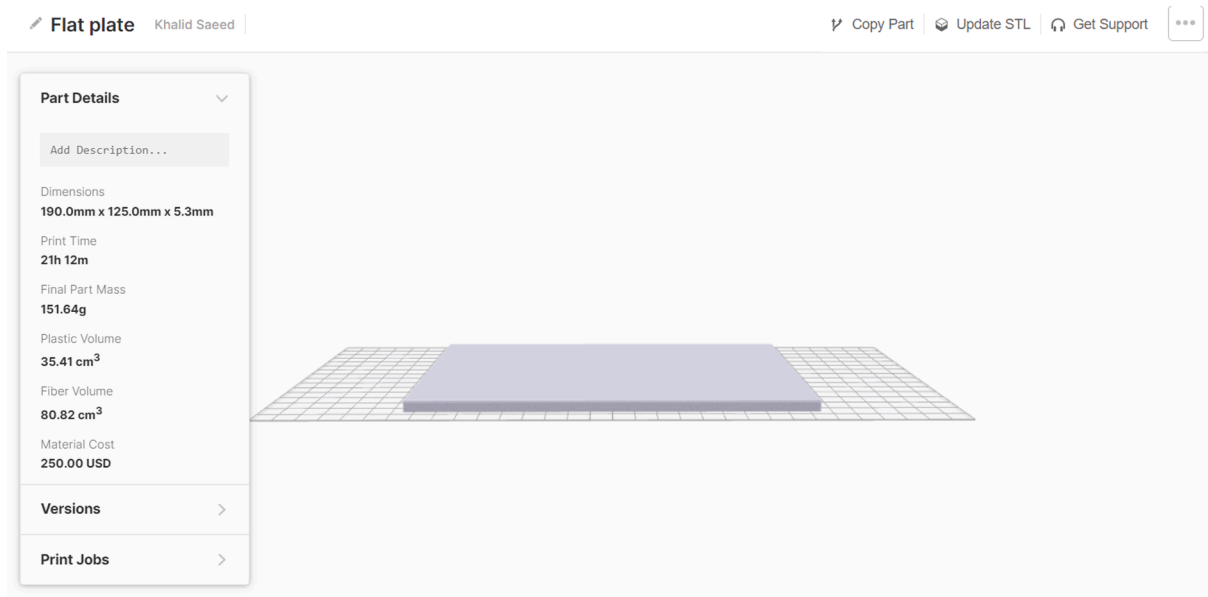 Flat plate Khalid Saeed
Copy Part Update STL Get Support
Part Details
Add Description...
Dimensions
190.0mm x 125.0mm x 5.3mm
Print Time
21h 12m
Final Part Mass
151.64g
Plastic Volume
35.41 cm³
Fiber Volume
80.82 cm³
Material Cost
250.00 USD
Versions
Print Jobs